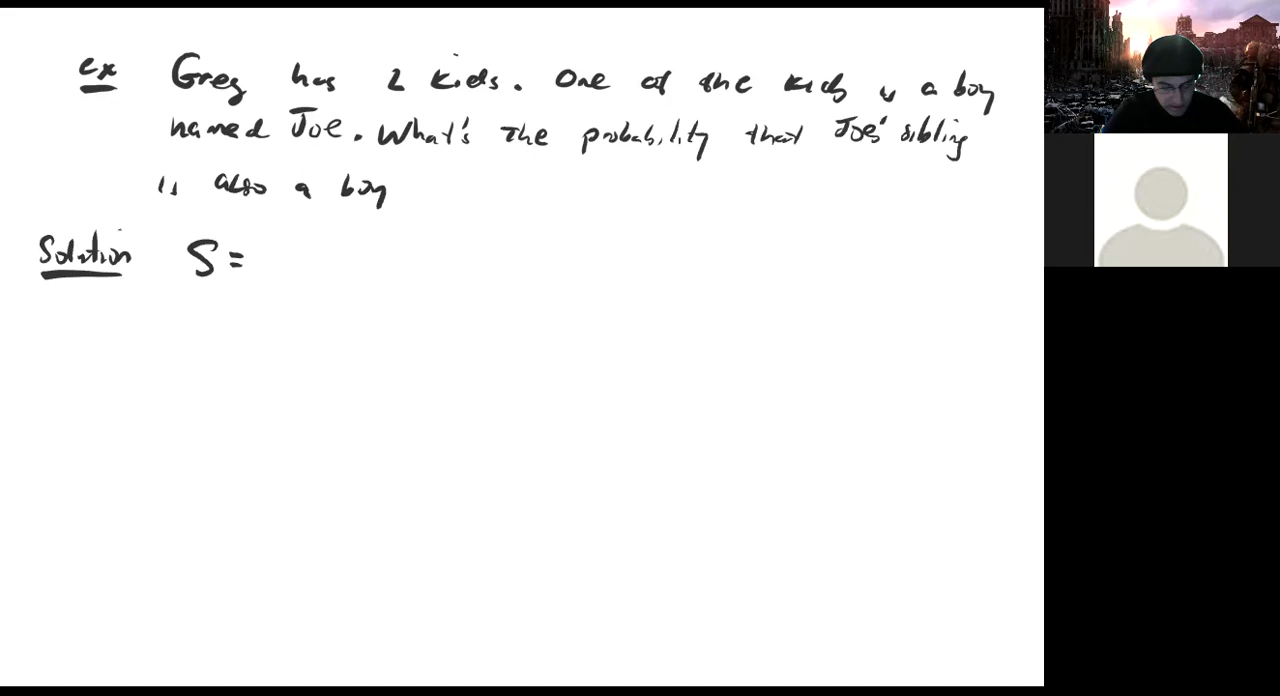 ex Greg has 2 kids. One of the kids is a boy
named Joe. What's the probability that Joe's sibling
is also a boy
Solution S =